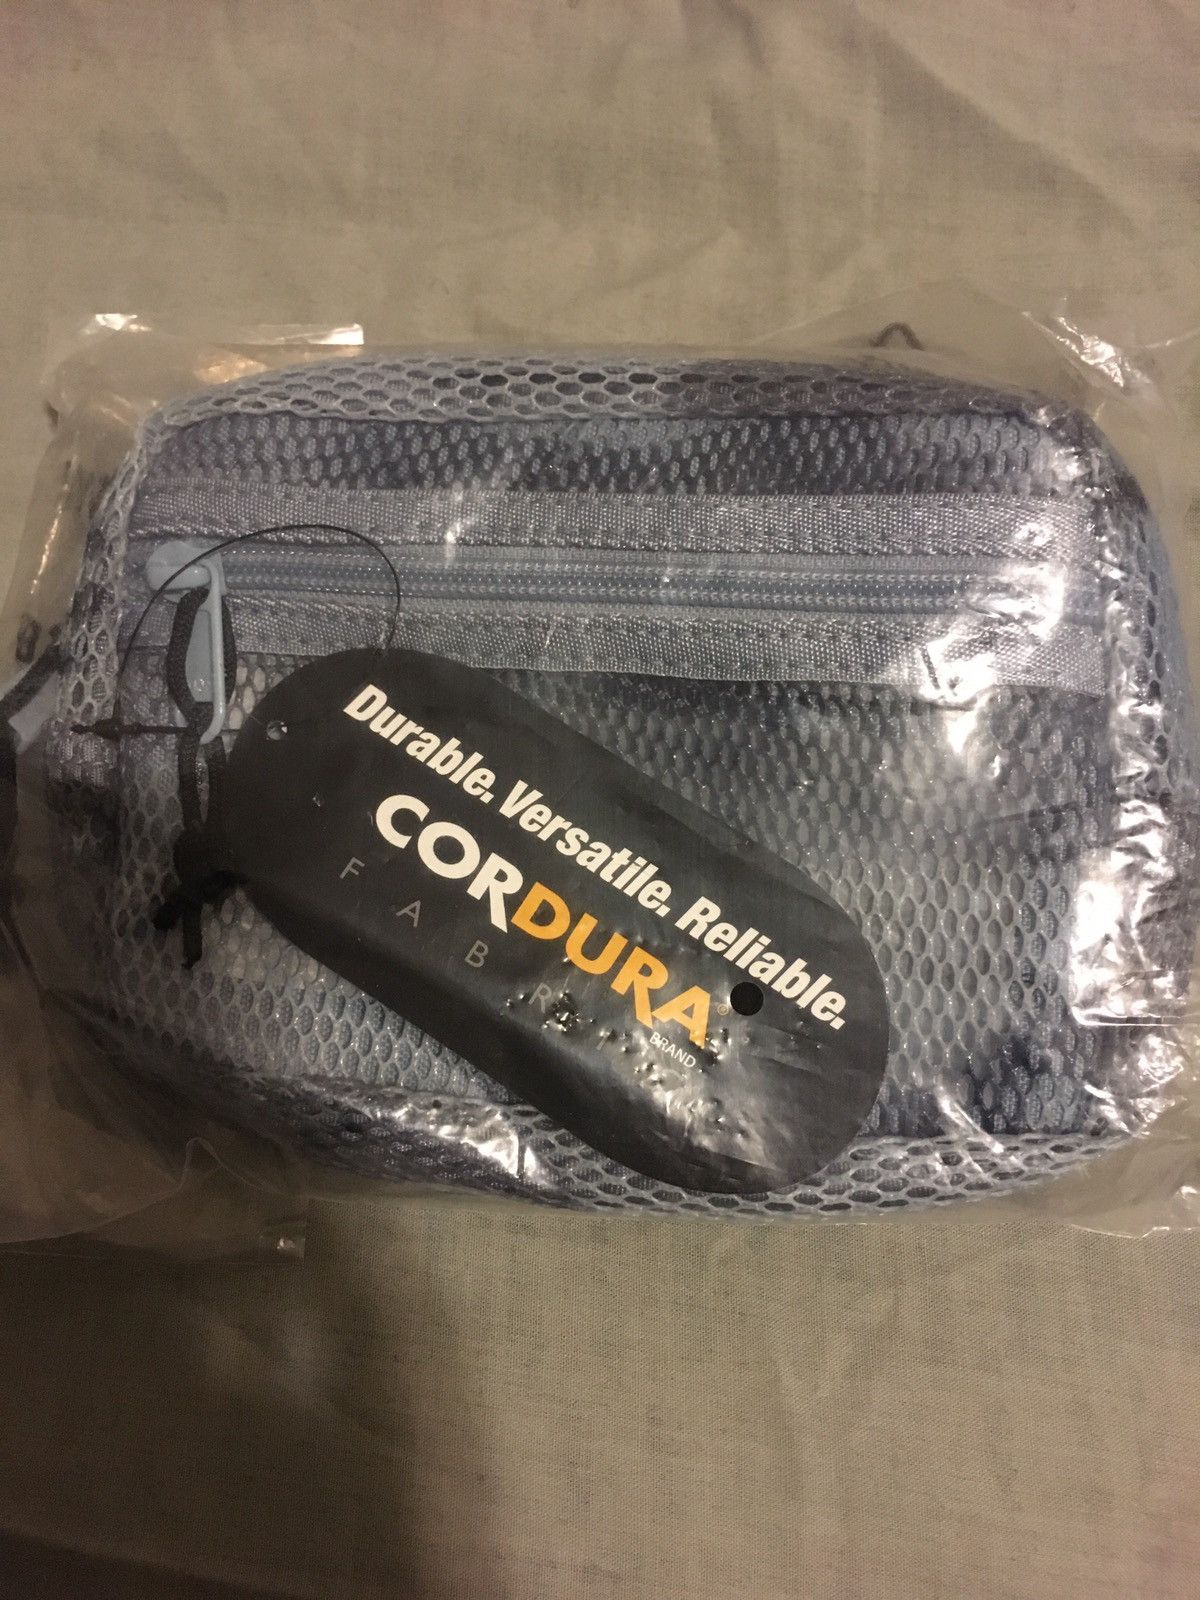 Durable. Versatile. Reliable.
CORDURA®
BRAND
F A B R